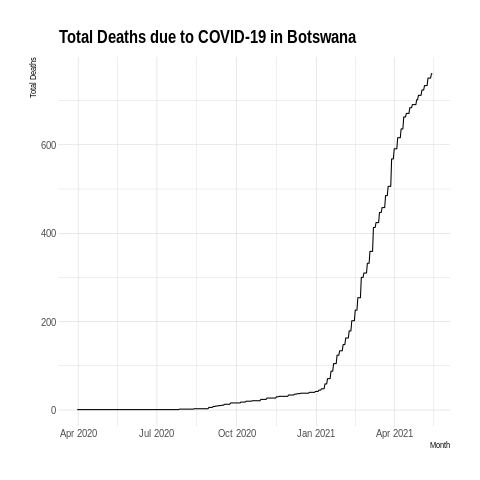 Total Deaths due to COVID-19 in Botswana
Total Deaths
600
400
200
0
Apr 2020 Jul 2020 Oct 2020 Jan 2021 Apr 2021
Month